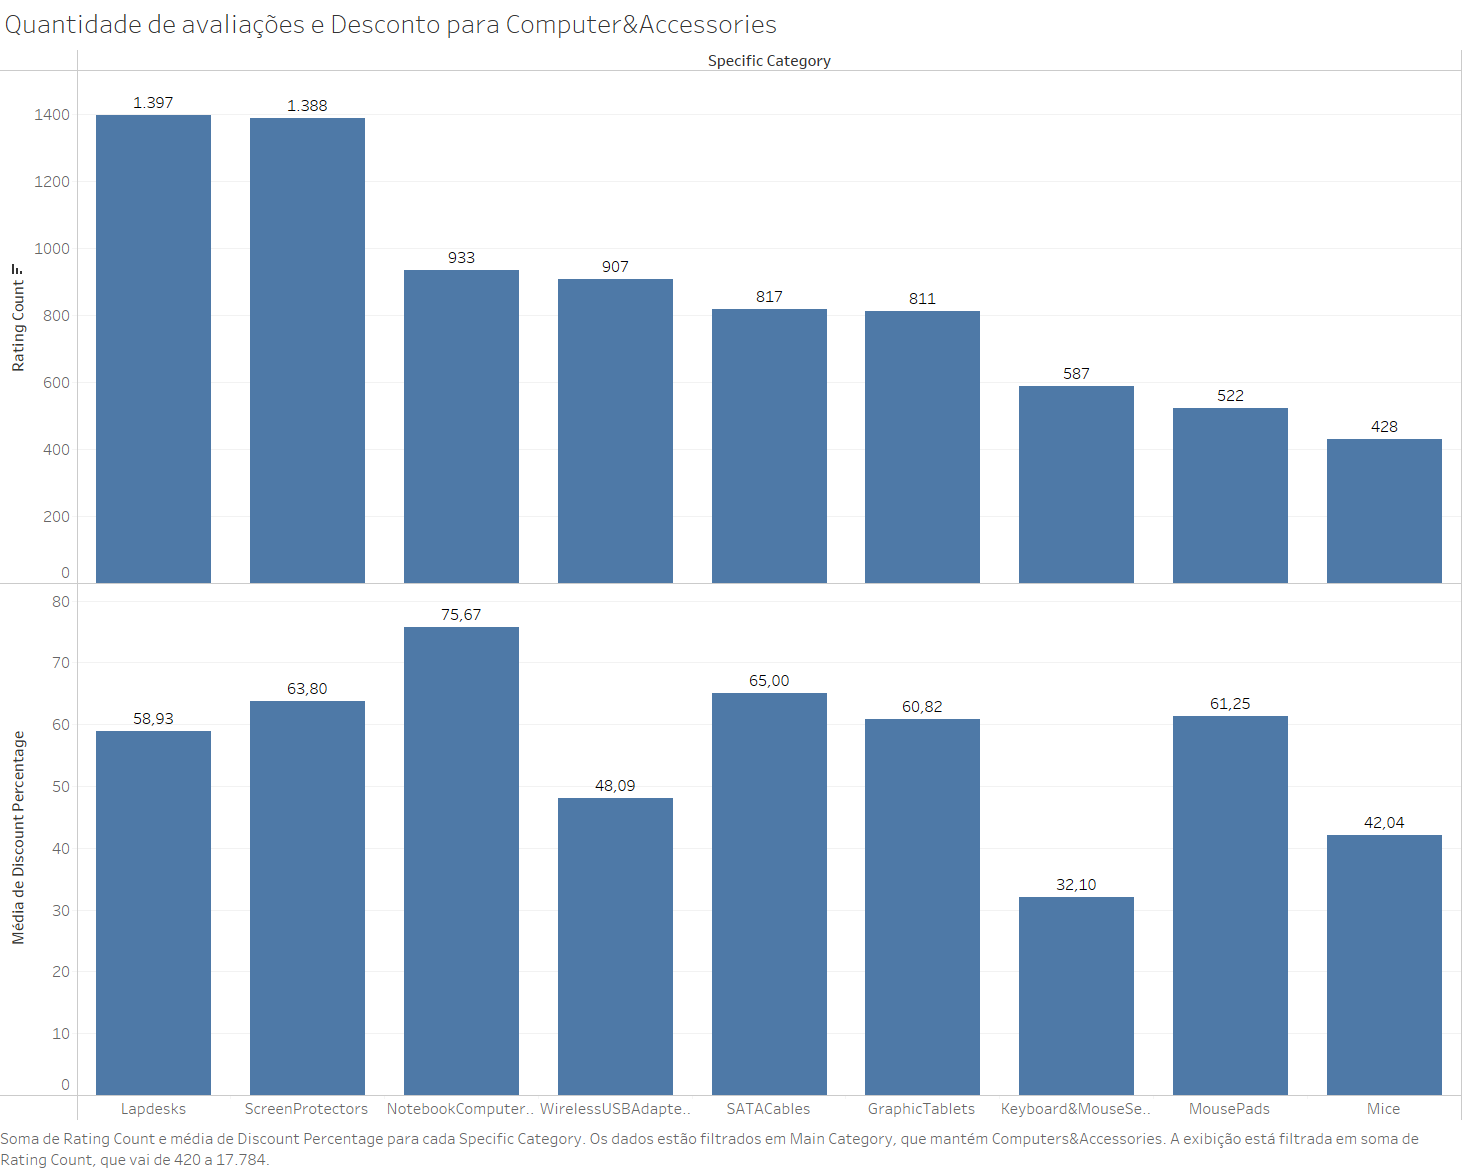 Quantidade de avaliações e Desconto para Computer&Accessories
Specific Category
Rating Count
1400
1200
1000
800
600
400
200
0
1.397
1.388
933
907
817
811
587
522
428
Média de Discount Percentage
80
70
60
50
40
30
20
10
0
58,93
63,80
75,67
48,09
65,00
60,82
32,10
61,25
42,04
Lapdesks
ScreenProtectors
NotebookComputer..
WirelessUSBAdapte..
SATACables
GraphicTablets
Keyboard&MouseSe..
MousePads
Mice
Soma de Rating Count e média de Discount Percentage para cada Specific Category. Os dados estão filtrados em Main Category, que mantém Computers&Accessories. A exibição está filtrada em soma de
Rating Count, que vai de 420 a 17.784.